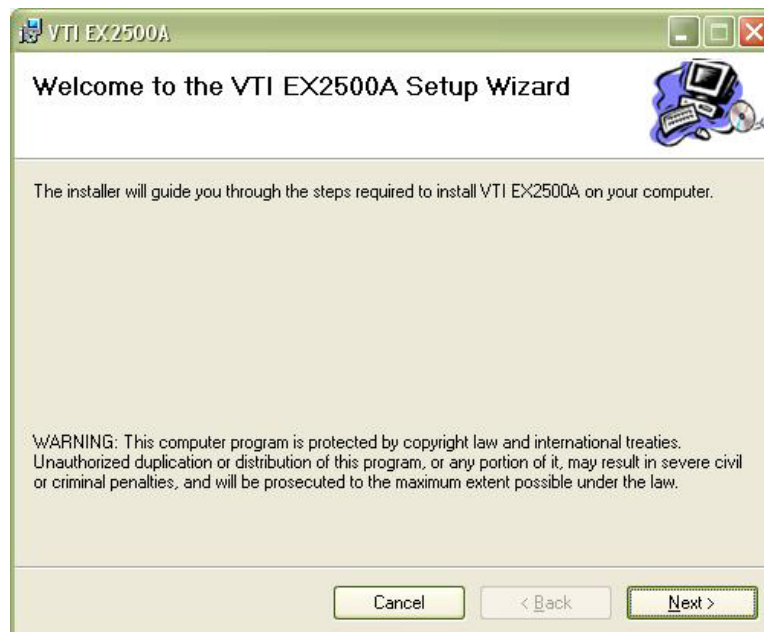 VTI EX2500A
Welcome to the VTI EX2500A Setup Wizard
The installer will guide you through the steps required to install VTI EX2500A on your computer.
WARNING: This computer program is protected by copyright law and international treaties.
Unauthorized duplication or distribution of this program, or any portion of it, may result in severe civil
or criminal penalties, and will be prosecuted to the maximum extent possible under the law.
Cancel < Back Next >